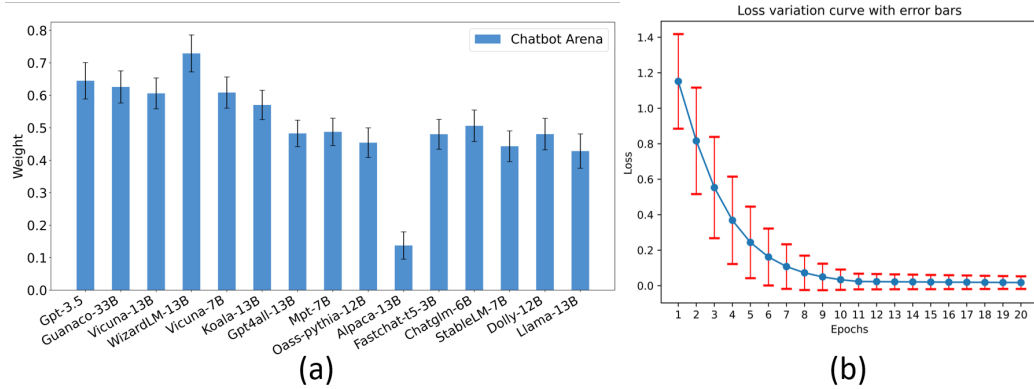 Chatbot Arena
Weight
0.8
0.7
0.6
0.5
0.4
0.3
0.2
0.1
0.0
Gpt-3.5
Guanaco-33B
Vicuna-13B
WizardLM-13B
Vicuna-7B
Koala-13B
Gpt4all-13B
Mpt-7B
Oass-pythia-12B
Alpaca-13B
Fastchat-t5-3B
Chatglm-6B
StableLM-7B
Dolly-12B
Llama-13B
(a)
Loss variation curve with error bars
Loss
1.4
1.2
1.0
0.8
0.6
0.4
0.2
0.0
1 2 3 4 5 6 7 8 9 10 11 12 13 14 15 16 17 18 19 20
Epochs
(b)